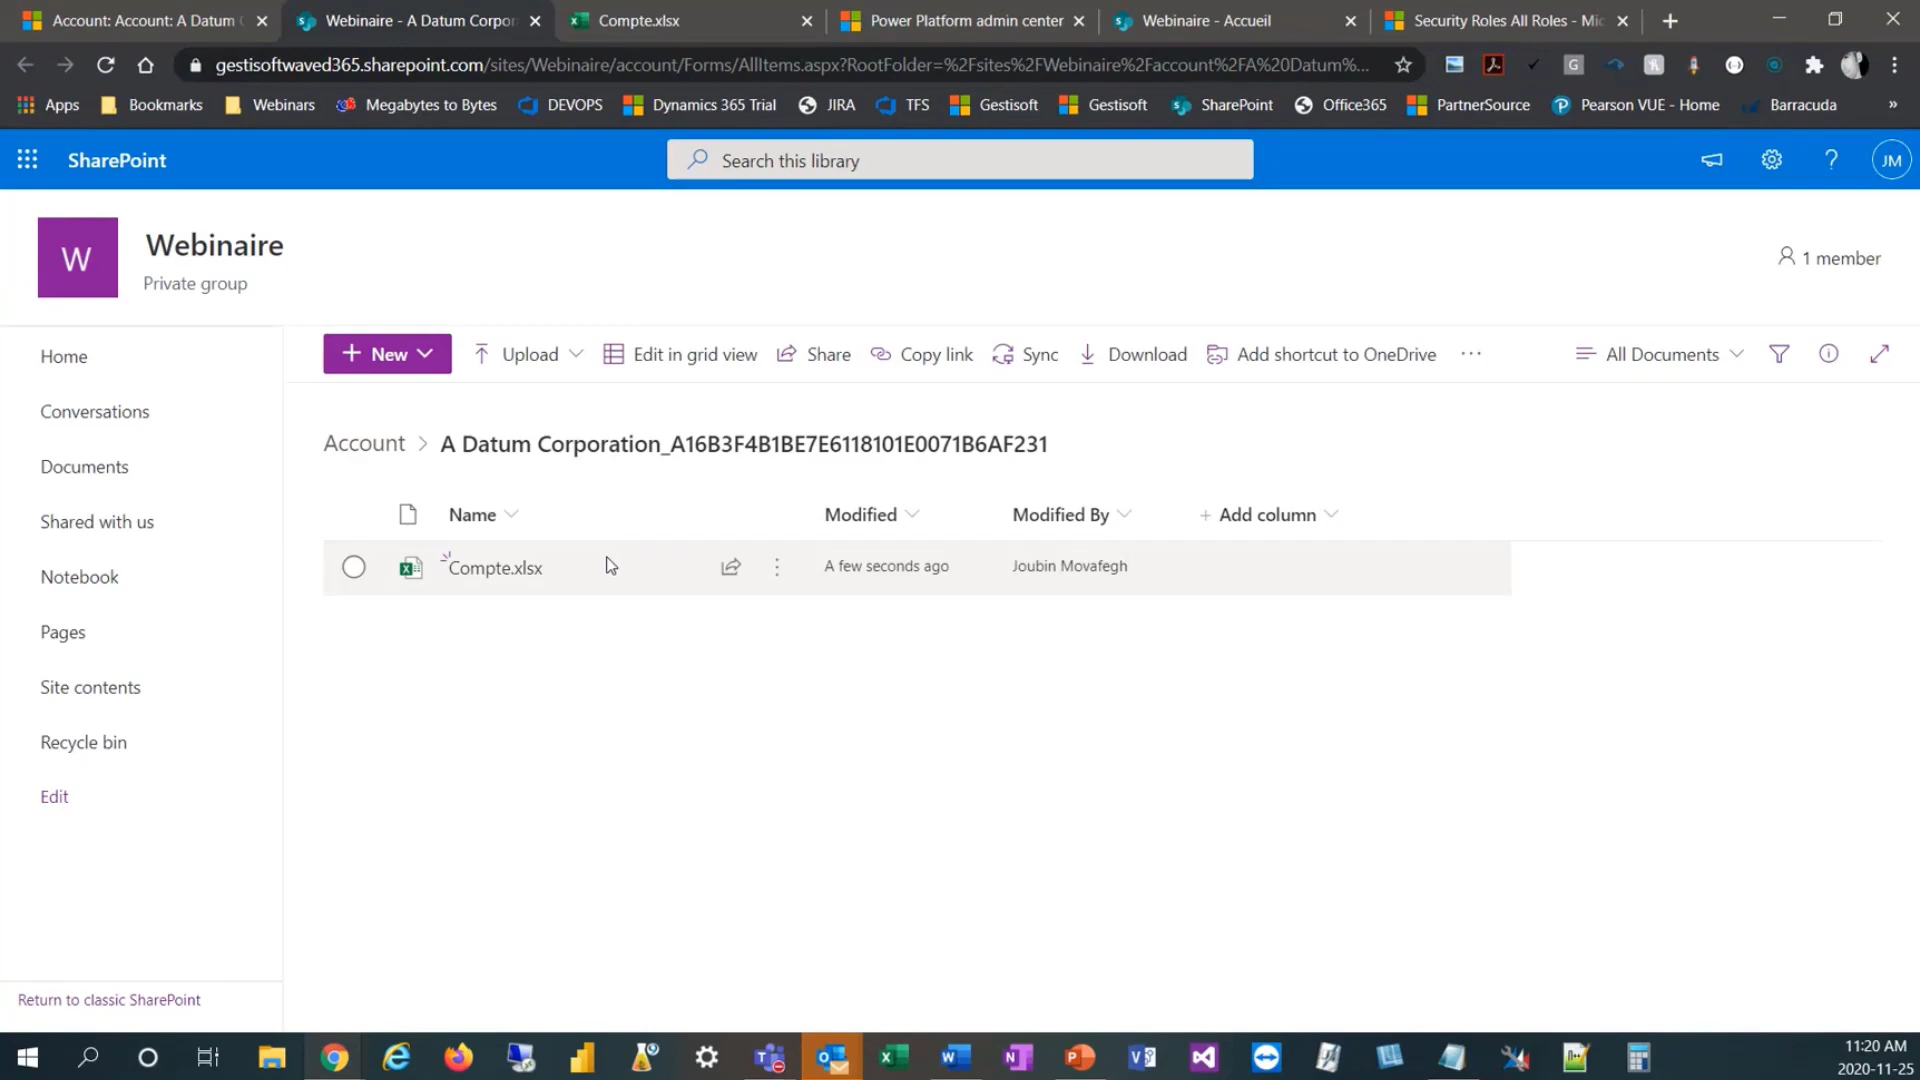 Account: Account: A Datum
Webinaire - A Datum Corpor
Compte.xlsx
Power Platform admin center
Webinaire - Accueil
Security Roles All Roles - Mic
gestisoftwaved365.sharepoint.com/sites/Webinaire/account/Forms/AllItems.aspx?RootFolder=%2Fsites%2FWebinaire%2Faccount%2FA%20Datum%...
Apps Bookmarks Webinars Megabytes to Bytes DEVOPS Dynamics 365 Trial JIRA TFS Gestisoft Gestisoft SharePoint Office365 PartnerSource Pearson VUE - Home Barracuda »
SharePoint
Search this library
JM
W
Webinaire
Private group
1 member
Home
Conversations
Documents
Shared with us
Notebook
Pages
Site contents
Recycle bin
Edit
Return to classic SharePoint
+ New Upload Edit in grid view Share Copy link Sync Download Add shortcut to OneDrive ... All Documents
Account > A Datum Corporation_A16B3F4B1BE7E6118101E0071B6AF231
Name Modified Modified By + Add column
Compte.xlsx A few seconds ago Joubin Movafegh
11:20 AM
2020-11-25